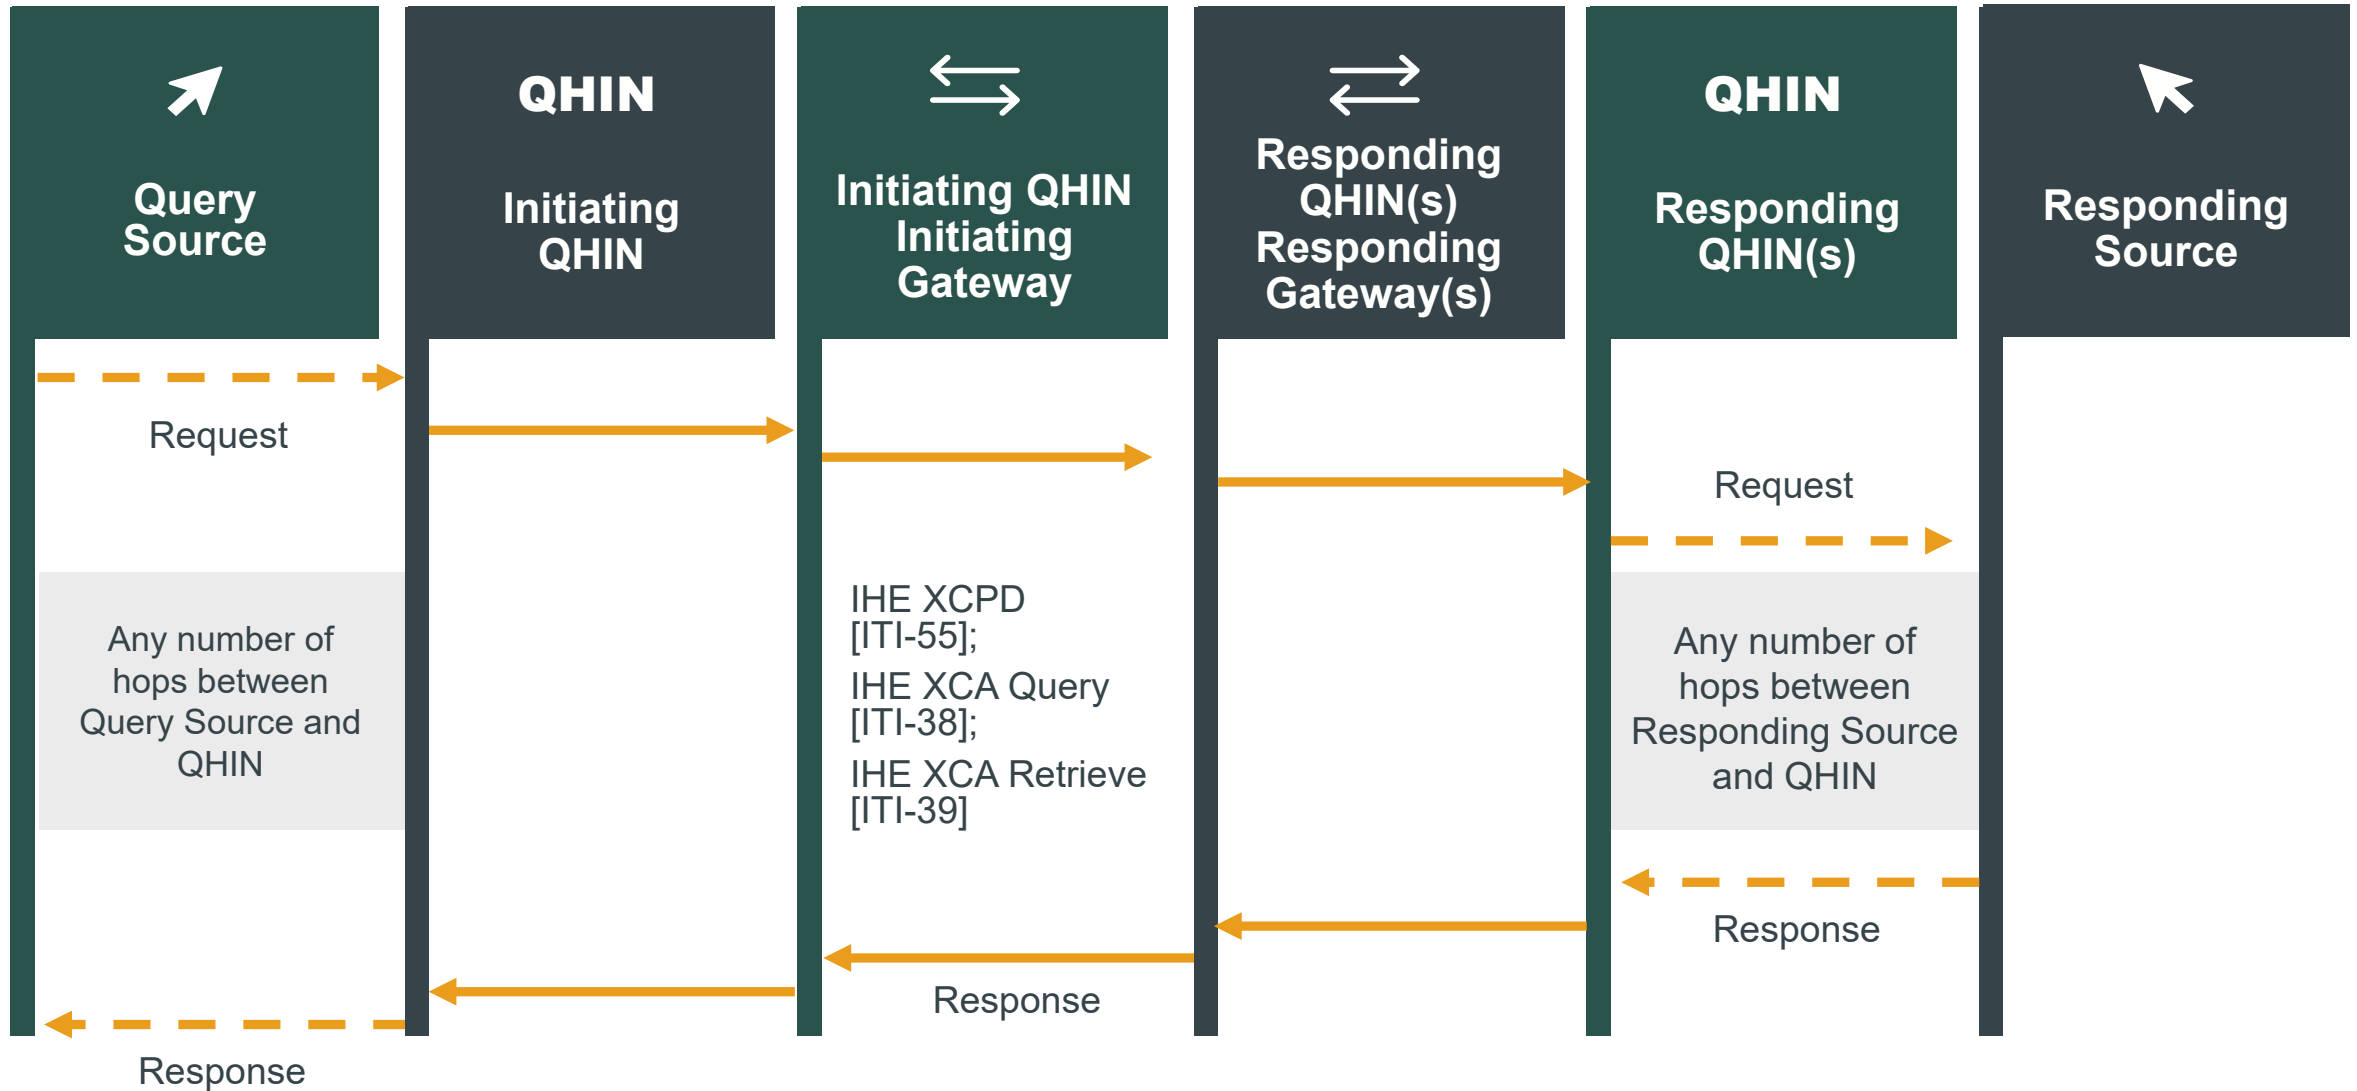 Query
Source
QHIN
Initiating
QHIN
Initiating QHIN
Initiating
Gateway
Responding
QHIN(s)
Responding
Gateway(s)
QHIN
Responding
QHIN(s)
Responding
Source
Request
Request
Any number of
hops between
Query Source and
QHIN
IHE XCPD
[ITI-55];
IHE XCA Query
[ITI-38];
IHE XCA Retrieve
[ITI-39]
Any number of
hops between
Responding Source
and QHIN
Response
Response
Response